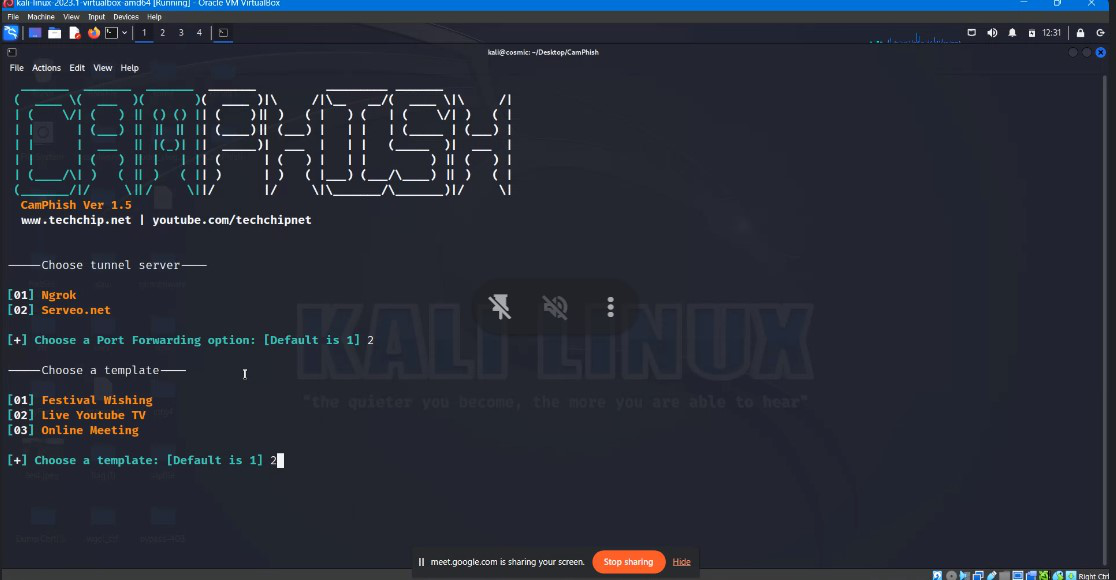 kali-linux-2023.1-virtualbox-amd64 [Running] - Oracle VM VirtualBox
File Machine View Input Devices Help
1 2 3 4 12:31
kali@cosmic: ~/Desktop/CamPhish
File Actions Edit View Help
CAMPHISH
CamPhish Ver 1.5
www.techchip.net | youtube.com/techchipnet
-----Choose tunnel server----
[01] Ngrok
[02] Serveo.net
[+] Choose a Port Forwarding option: [Default is 1] 2
-----Choose a template----
[01] Festival Wishing
[02] Live Youtube TV
[03] Online Meeting
[+] Choose a template: [Default is 1] 2
KALI LINUX
"the quieter you become, the more you are able to hear"
meet.google.com is sharing your screen. Stop sharing Hide
Right Ctrl